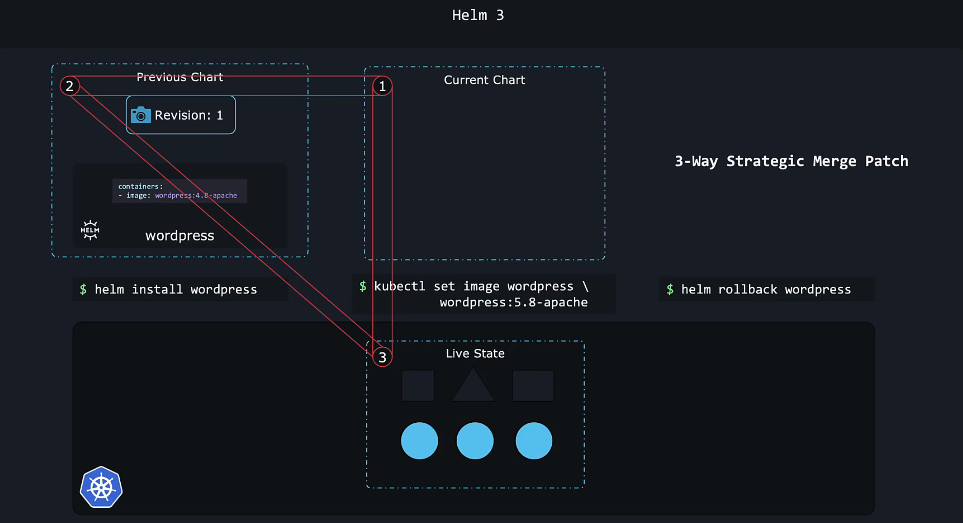 Helm 3
Previous Chart
2
1
Current Chart
Revision: 1
3-Way Strategic Merge Patch
containers:
- image: wordpress:4.8-apache
HELM
wordpress
$ helm install wordpress
$ kubectl set image wordpress \
wordpress:5.8-apache
$ helm rollback wordpress
3
Live State